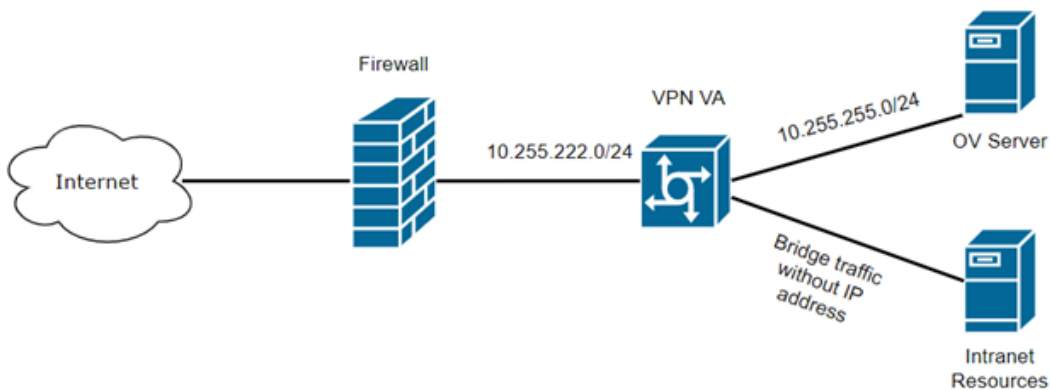 Internet
Firewall
10.255.222.0/24
VPN VA
10.255.255.0/24
OV Server
Bridge traffic
without IP
address
Intranet
Resources